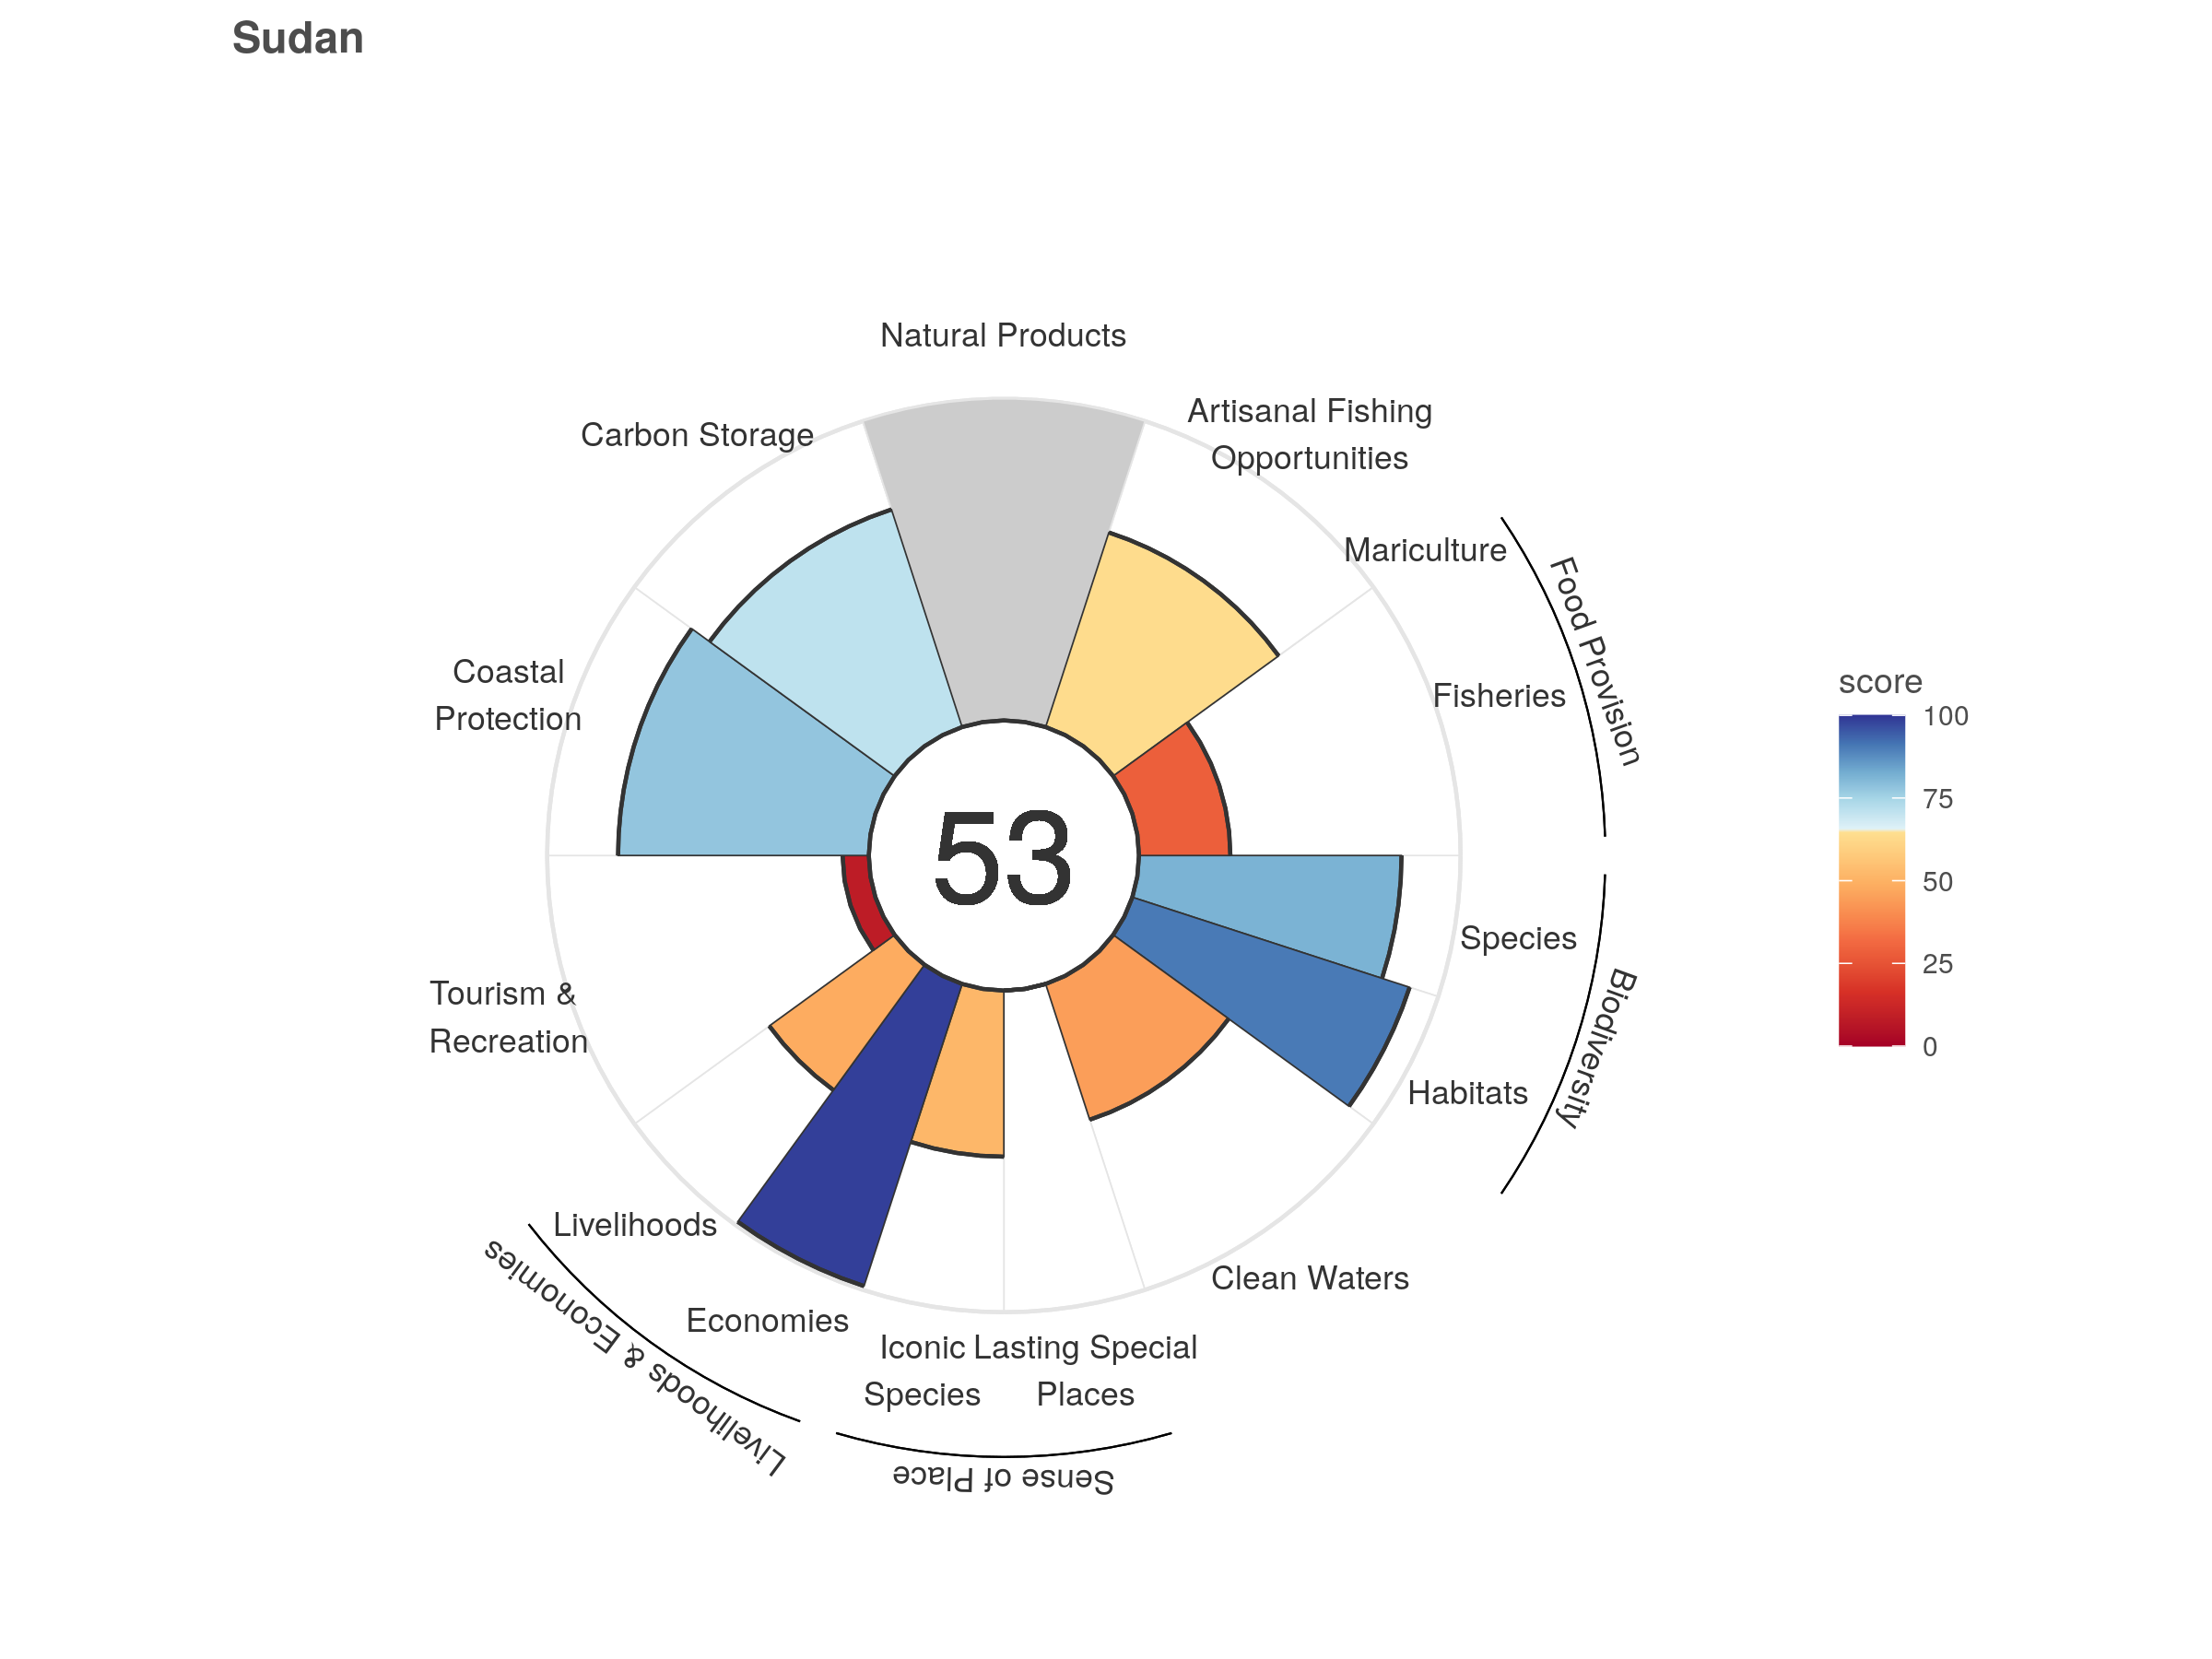 Sudan
Natural Products
Artisanal Fishing
Opportunities
Carbon Storage
Mariculture
Food Provision
Fisheries
Coastal
Protection
score
100
75
50
25
0
53
Species
Biodiversity
Habitats
Tourism &
Recreation
Livelihoods
Livelihoods & Economies
Economies
Clean Waters
Iconic
Species
Lasting Special
Places
Sense of Place